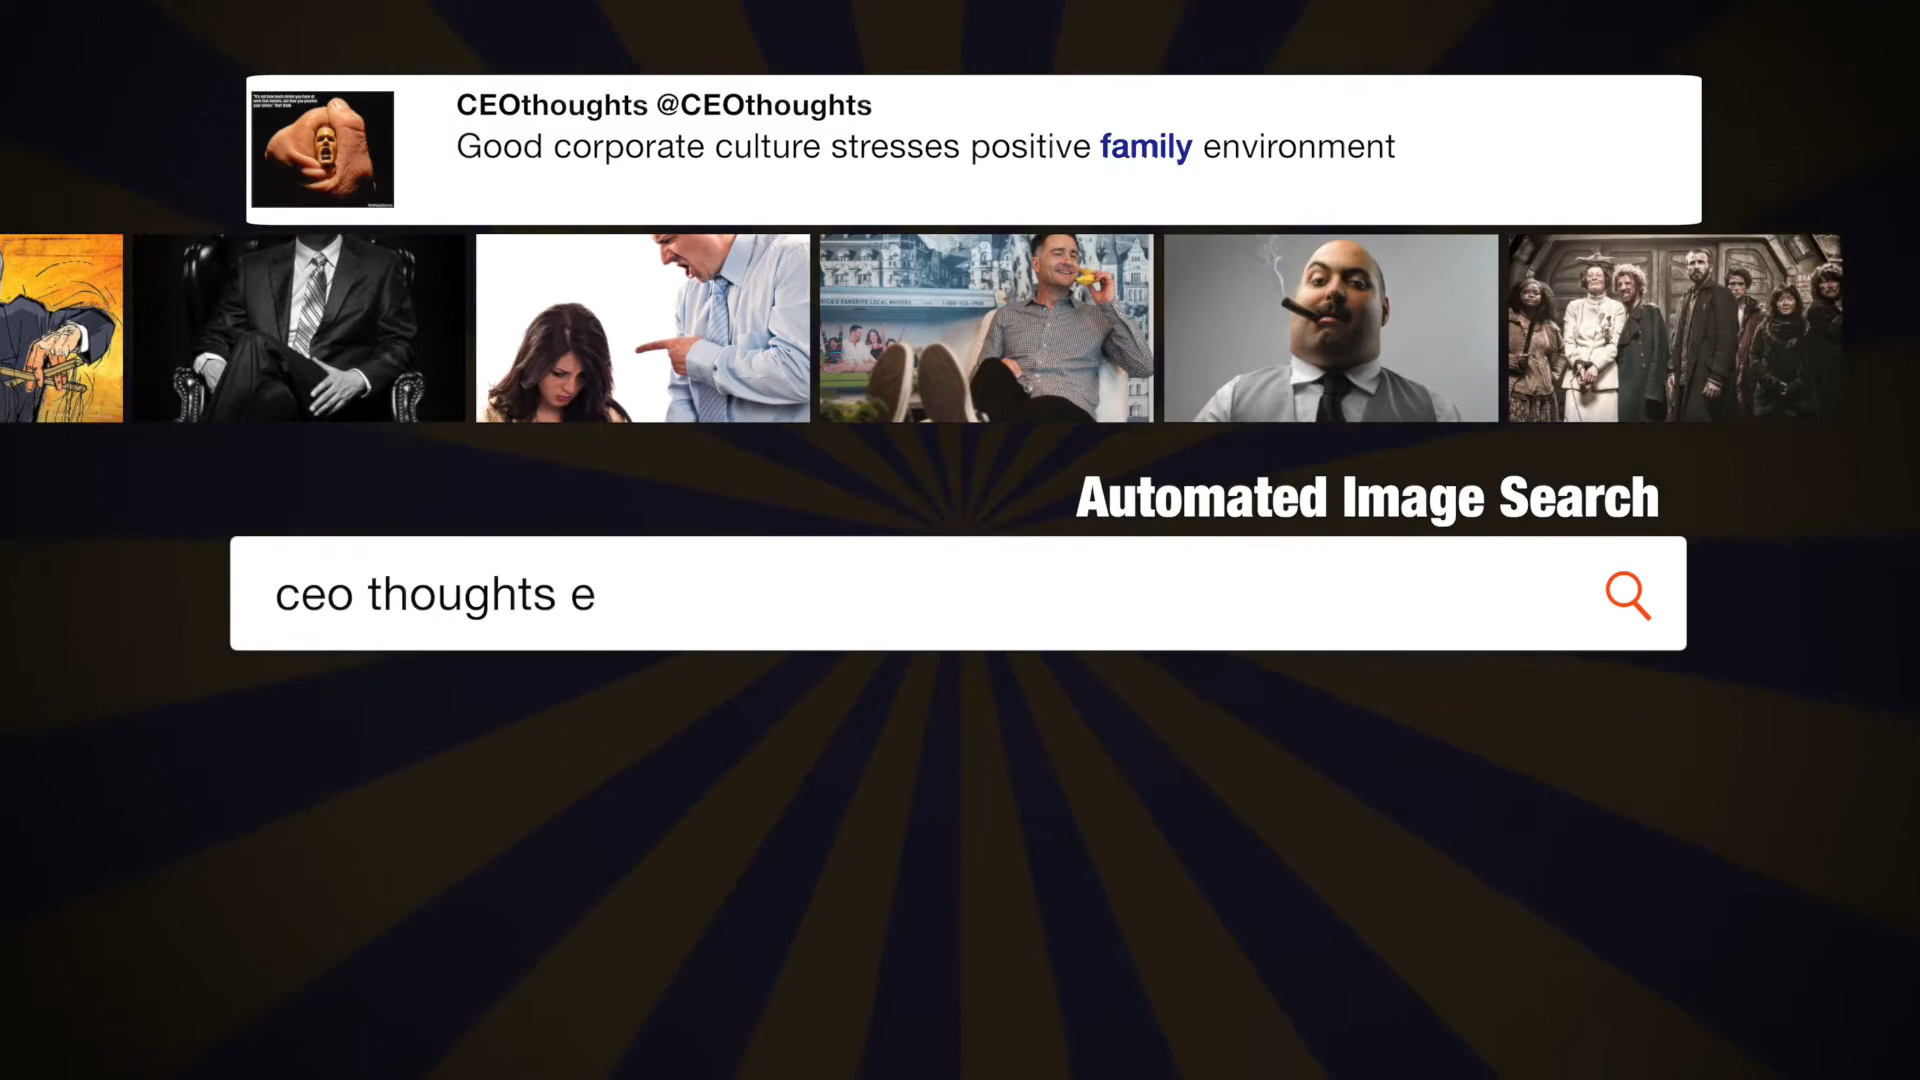 CEOthoughts @CEOthoughts
Good corporate culture stresses positive family environment
Automated Image Search
ceo thoughts e